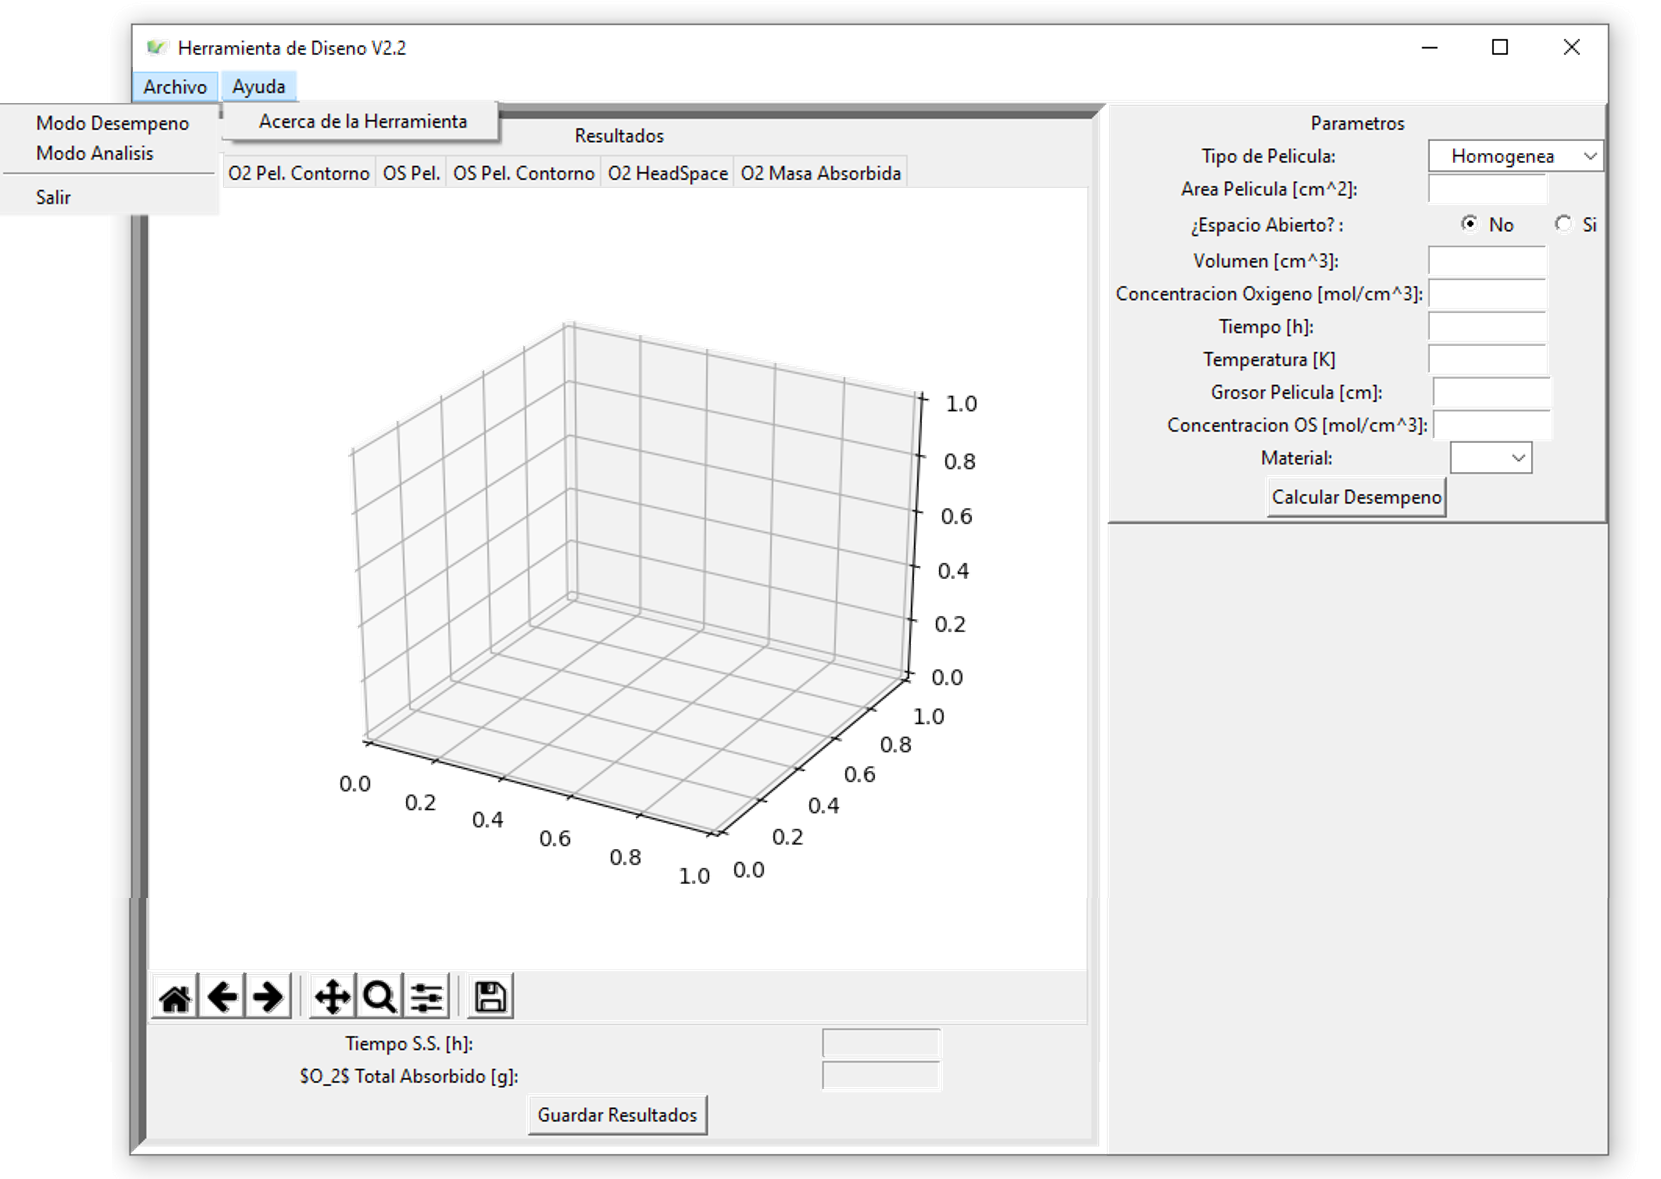 Herramienta de Diseno V2.2
Archivo Ayuda
Modo Desempeno
Modo Analisis
Salir
Acerca de la Herramienta
Resultados
O2 Pel. Contorno OS Pel. OS Pel. Contorno O2 HeadSpace O2 Masa Absorbida
1.0
0.8
0.6
0.4
0.2
0.0
1.0
0.8
0.6
0.4
0.2
0.0
0.0
0.2
0.4
0.6
0.8
1.0
Tiempo S.S. [h]:
$O_2$ Total Absorbido [g]:
Guardar Resultados
Parametros
Tipo de Pelicula: Homogenea
Area Pelicula [cm^2]:
¿Espacio Abierto? : No Si
Volumen [cm^3]:
Concentracion Oxigeno [mol/cm^3]:
Tiempo [h]:
Temperatura [K]
Grosor Pelicula [cm]:
Concentracion OS [mol/cm^3]:
Material:
Calcular Desempeno